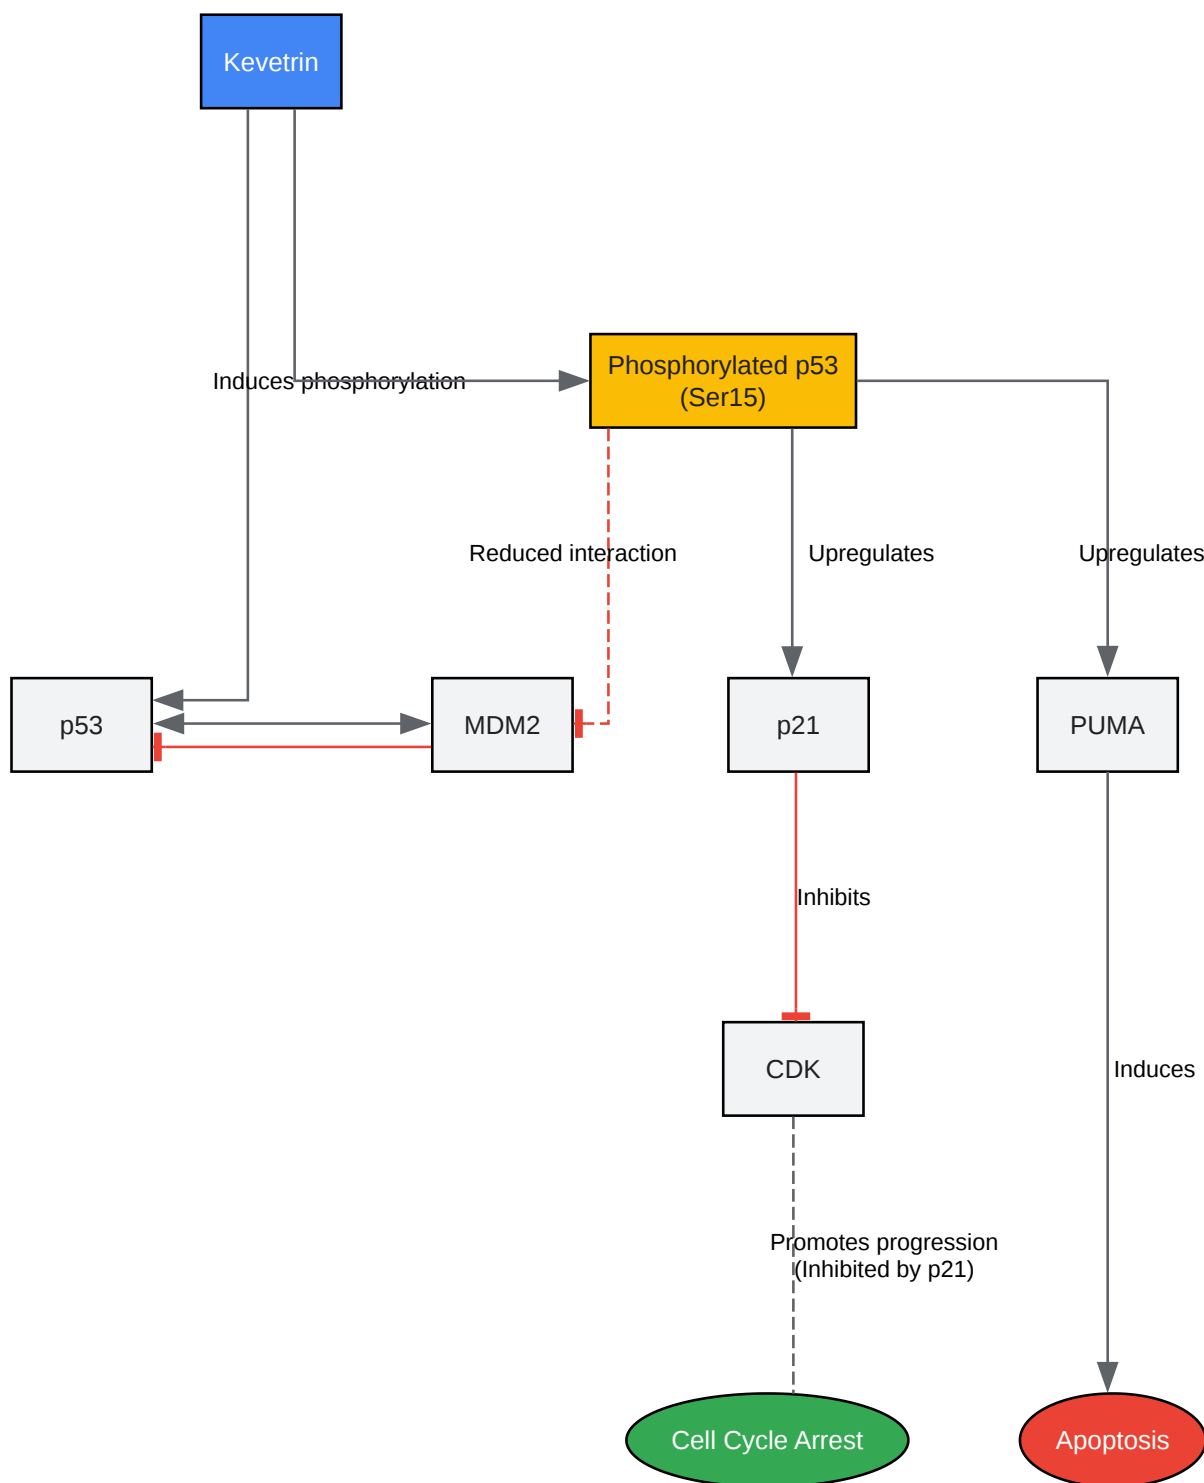 Kevetrin
Phosphorylated p53
(Ser15)
Induces phosphorylation
Reduced interaction
Upregulates
Upregulates
p53
MDM2
p21
PUMA
Inhibits
CDK
Induces
Promotes progression
(Inhibited by p21)
Cell Cycle Arrest
Apoptosis